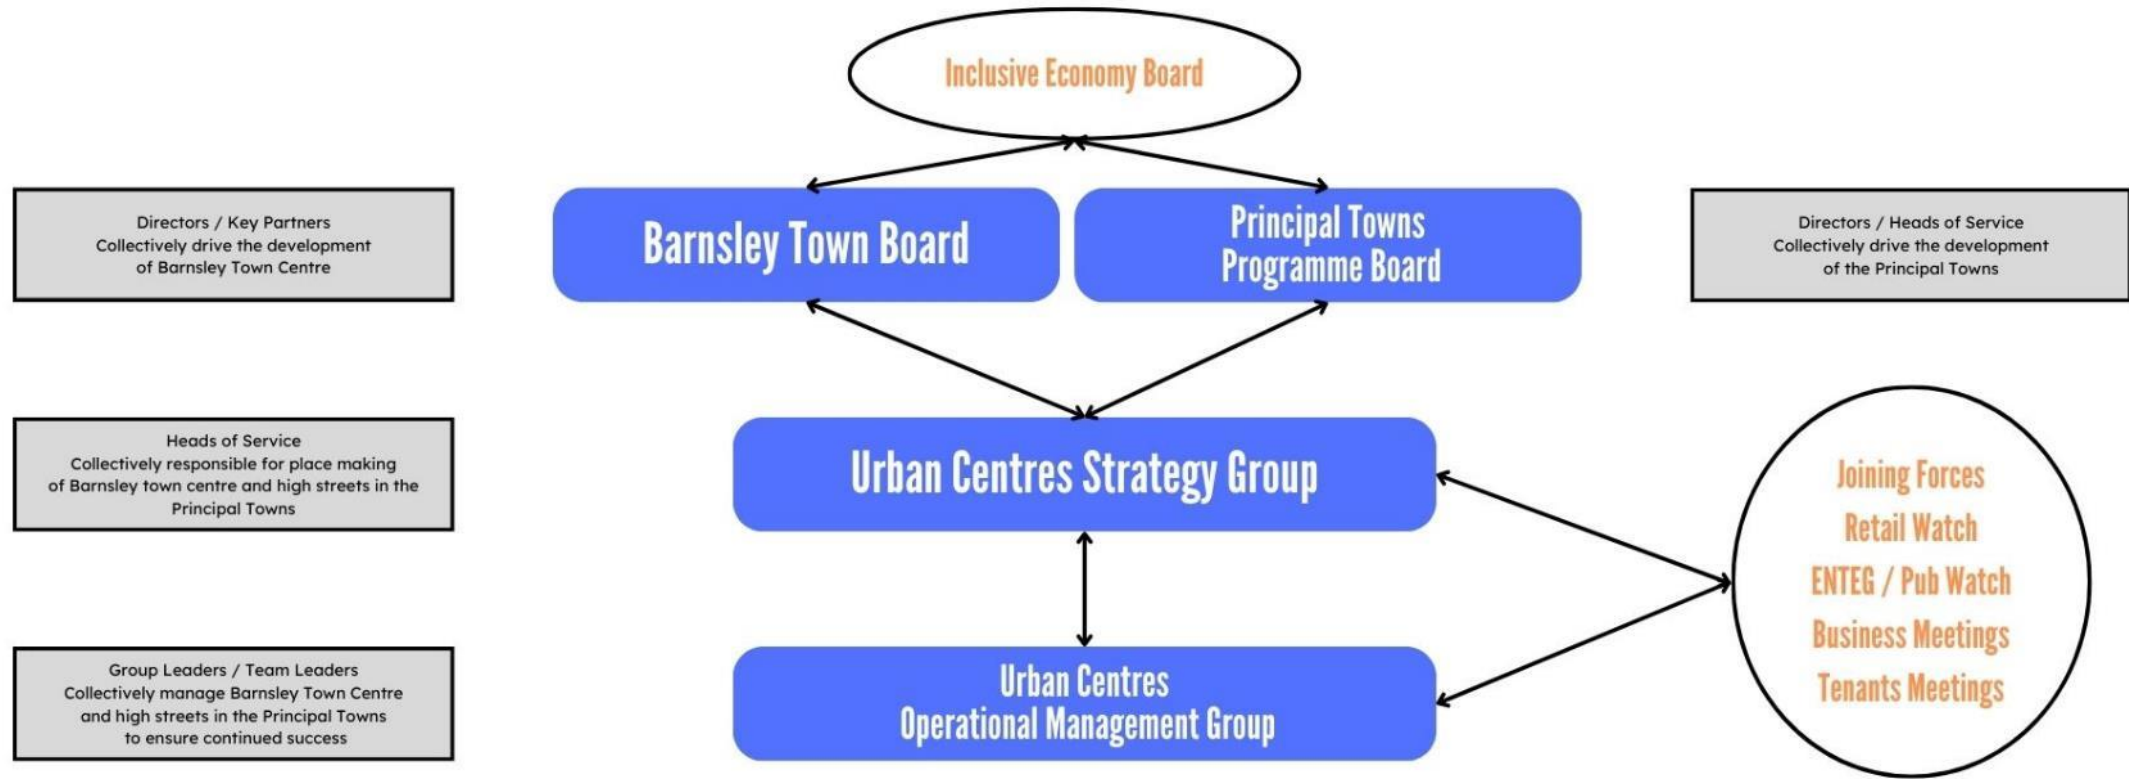 Inclusive Economy Board
Directors / Key Partners
Collectively drive the development
of Barnsley Town Centre
Barnsley Town Board
Principal Towns
Programme Board
Directors / Heads of Service
Collectively drive the development
of the Principal Towns
Heads of Service
Collectively responsible for place making
of Barnsley town centre and high streets in the
Principal Towns
Urban Centres Strategy Group
Joining Forces
Retail Watch
ENTEG / Pub Watch
Business Meetings
Tenants Meetings
Group Leaders / Team Leaders
Collectively manage Barnsley Town Centre
and high streets in the Principal Towns
to ensure continued success
Urban Centres
Operational Management Group